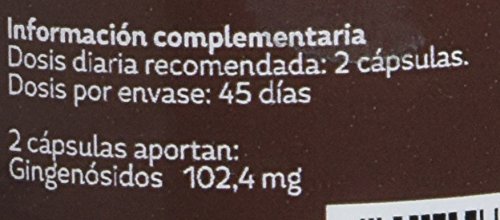 Información complementaria
Dosis diaria recomendada: 2 cápsulas.
Dosis por envase: 45 días
2 cápsulas aportan:
Gingenósidos 102,4 mg